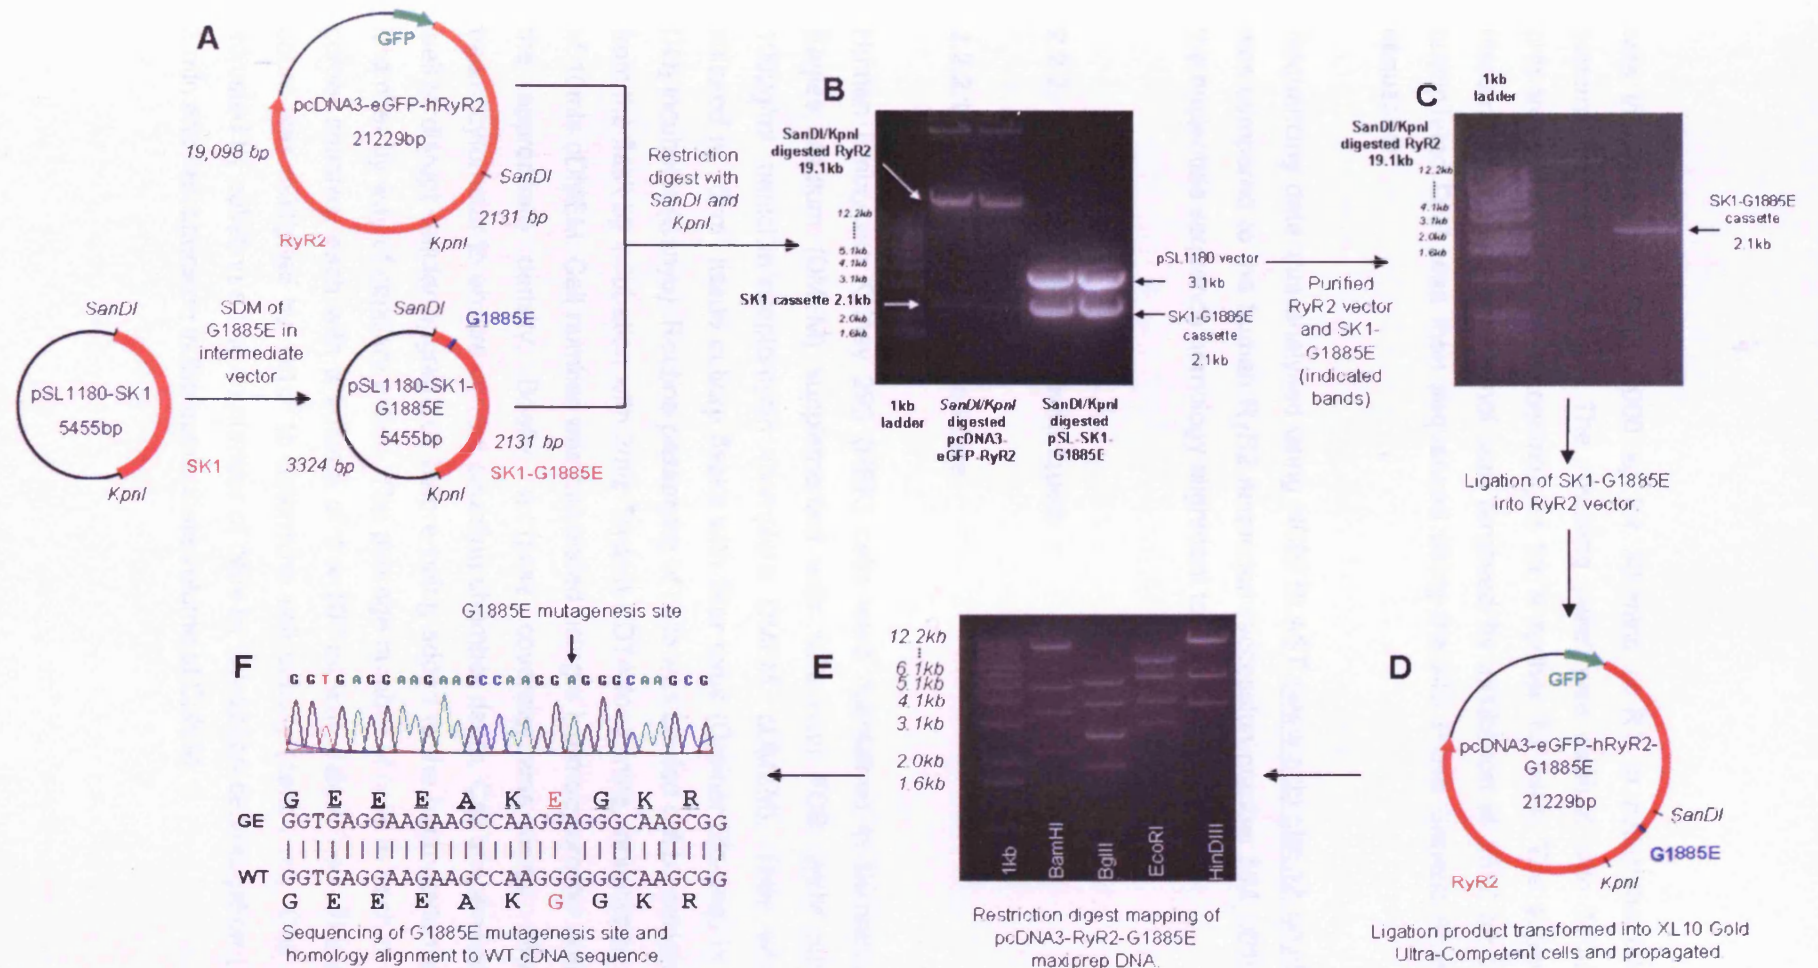 A
GFP
pcDNA3-eGFP-hRyR2
21229bp
19,098 bp
SanDI
2131 bp
KpnI
RyR2
SanDI
pSL1180-SK1
5455bp
SK1
KpnI
SDM of
G1885E in
intermediate
vector
SanDI
G1885E
pSL1180-SK1-
G1885E
5455bp
2131 bp
3324 bp
SK1-G1885E
KpnI
Restriction
digest with
SanDI and
KpnI.
B
SanDI/KpnI
digested RyR2
19.1kb
12.2kb
5.1kb
4.1kb
3.1kb
SK1 cassette 2.1kb
2.0kb
1.6kb
1kb
ladder
SanDI/KpnI
digested
pcDNA3-
eGFP-RyR2
SanDI/KpnI
digested
pSL-SK1-
G1885E
pSL1180 vector
3.1kb
SK1-G1885E
cassette
2.1kb
Purified
RyR2 vector
and SK1-
G1885E
(indicated
bands)
C
1kb
ladder
SanDI/KpnI
digested RyR2
19.1kb
12.2kb
4.1kb
3.1kb
2.0kb
1.6kb
SK1-G1885E
cassette
2.1kb
Ligation of SK1-G1885E
into RyR2 vector.
D
GFP
pcDNA3-eGFP-hRyR2-
G1885E
21229bp
SanDI
G1885E
KpnI
RyR2
Ligation product transformed into XL10 Gold
Ultra-Competent cells and propagated.
E
12.2kb
6.1kb
5.1kb
4.1kb
3.1kb
2.0kb
1.6kb
1kb
BamHI
BglII
EcoRI
HinDIII
Restriction digest mapping of
pcDNA3-RyR2-G1885E
maxiprep DNA.
F
G1885E mutagenesis site
G G T G A G G A A G A A G C C A A G G A G G G C A A G C G
G E E E A K E G K R
GE GGTGAGGAAGAAGCCAAGGAGGGCAAGCGG
WT GGTGAGGAAGAAGCCAAGGGGGGCAAGCGG
G E E E A K G G K R
Sequencing of G1885E mutagenesis site and
homology alignment to WT cDNA sequence.